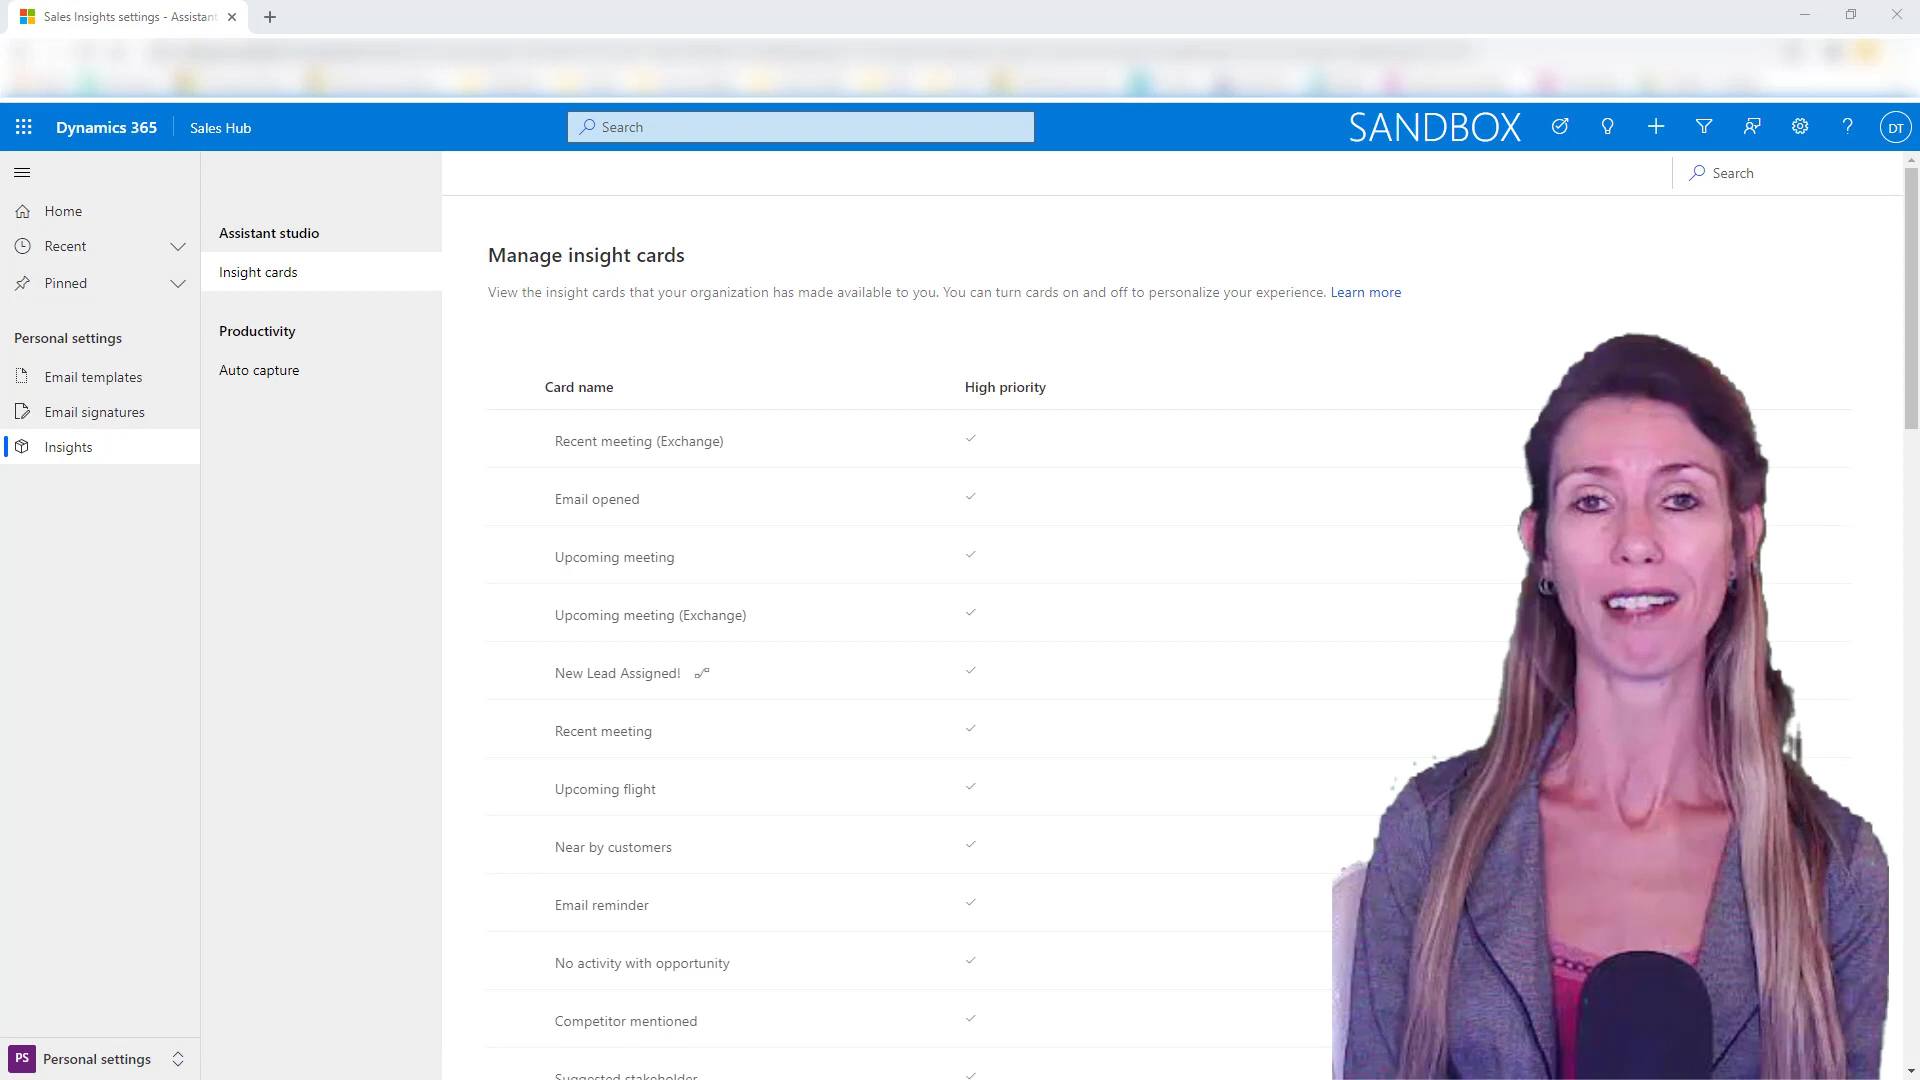 Sales Insights settings - Assistant
Dynamics 365
Sales Hub
Search
SANDBOX
DT
Search
Home
Recent
Pinned
Personal settings
Email templates
Email signatures
Insights
Assistant studio
Insight cards
Productivity
Auto capture
Manage insight cards
View the insight cards that your organization has made available to you. You can turn cards on and off to personalize your experience. Learn more
Card name
High priority
Recent meeting (Exchange)
Email opened
Upcoming meeting
Upcoming meeting (Exchange)
New Lead Assigned!
Recent meeting
Upcoming flight
Near by customers
Email reminder
No activity with opportunity
Competitor mentioned
Suggested stakeholder
PS
Personal settings